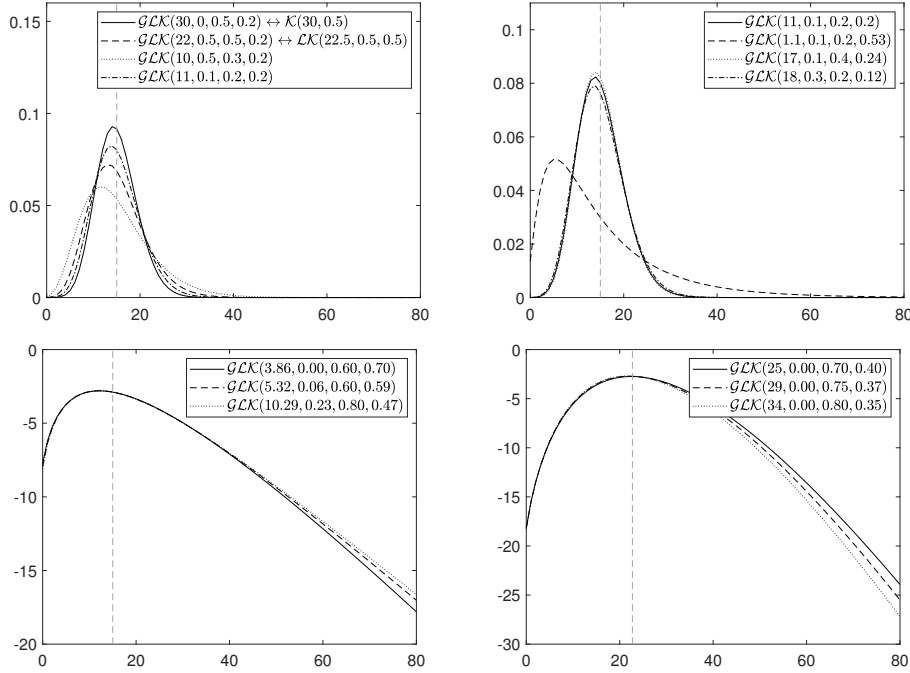 0.15
0.1
0.05
0
0 20 40 60 80
𝒢ℒ𝒦(30, 0, 0.5, 0.2) ↔ 𝒦(30, 0.5)
𝒢ℒ𝒦(22, 0.5, 0.5, 0.2) ↔ ℒ𝒦(22.5, 0.5, 0.5)
𝒢ℒ𝒦(10, 0.5, 0.3, 0.2)
𝒢ℒ𝒦(11, 0.1, 0.2, 0.2)
0.1
0.08
0.06
0.04
0.02
0
0 20 40 60 80
𝒢ℒ𝒦(11, 0.1, 0.2, 0.2)
𝒢ℒ𝒦(1.1, 0.1, 0.2, 0.53)
𝒢ℒ𝒦(17, 0.1, 0.4, 0.24)
𝒢ℒ𝒦(18, 0.3, 0.2, 0.12)
0
-5
-10
-15
-20
0 20 40 60 80
𝒢ℒ𝒦(3.86, 0.00, 0.60, 0.70)
𝒢ℒ𝒦(5.32, 0.06, 0.60, 0.59)
𝒢ℒ𝒦(10.29, 0.23, 0.80, 0.47)
0
-5
-10
-15
-20
-25
-30
0 20 40 60 80
𝒢ℒ𝒦(25, 0.00, 0.70, 0.40)
𝒢ℒ𝒦(29, 0.00, 0.75, 0.37)
𝒢ℒ𝒦(34, 0.00, 0.80, 0.35)